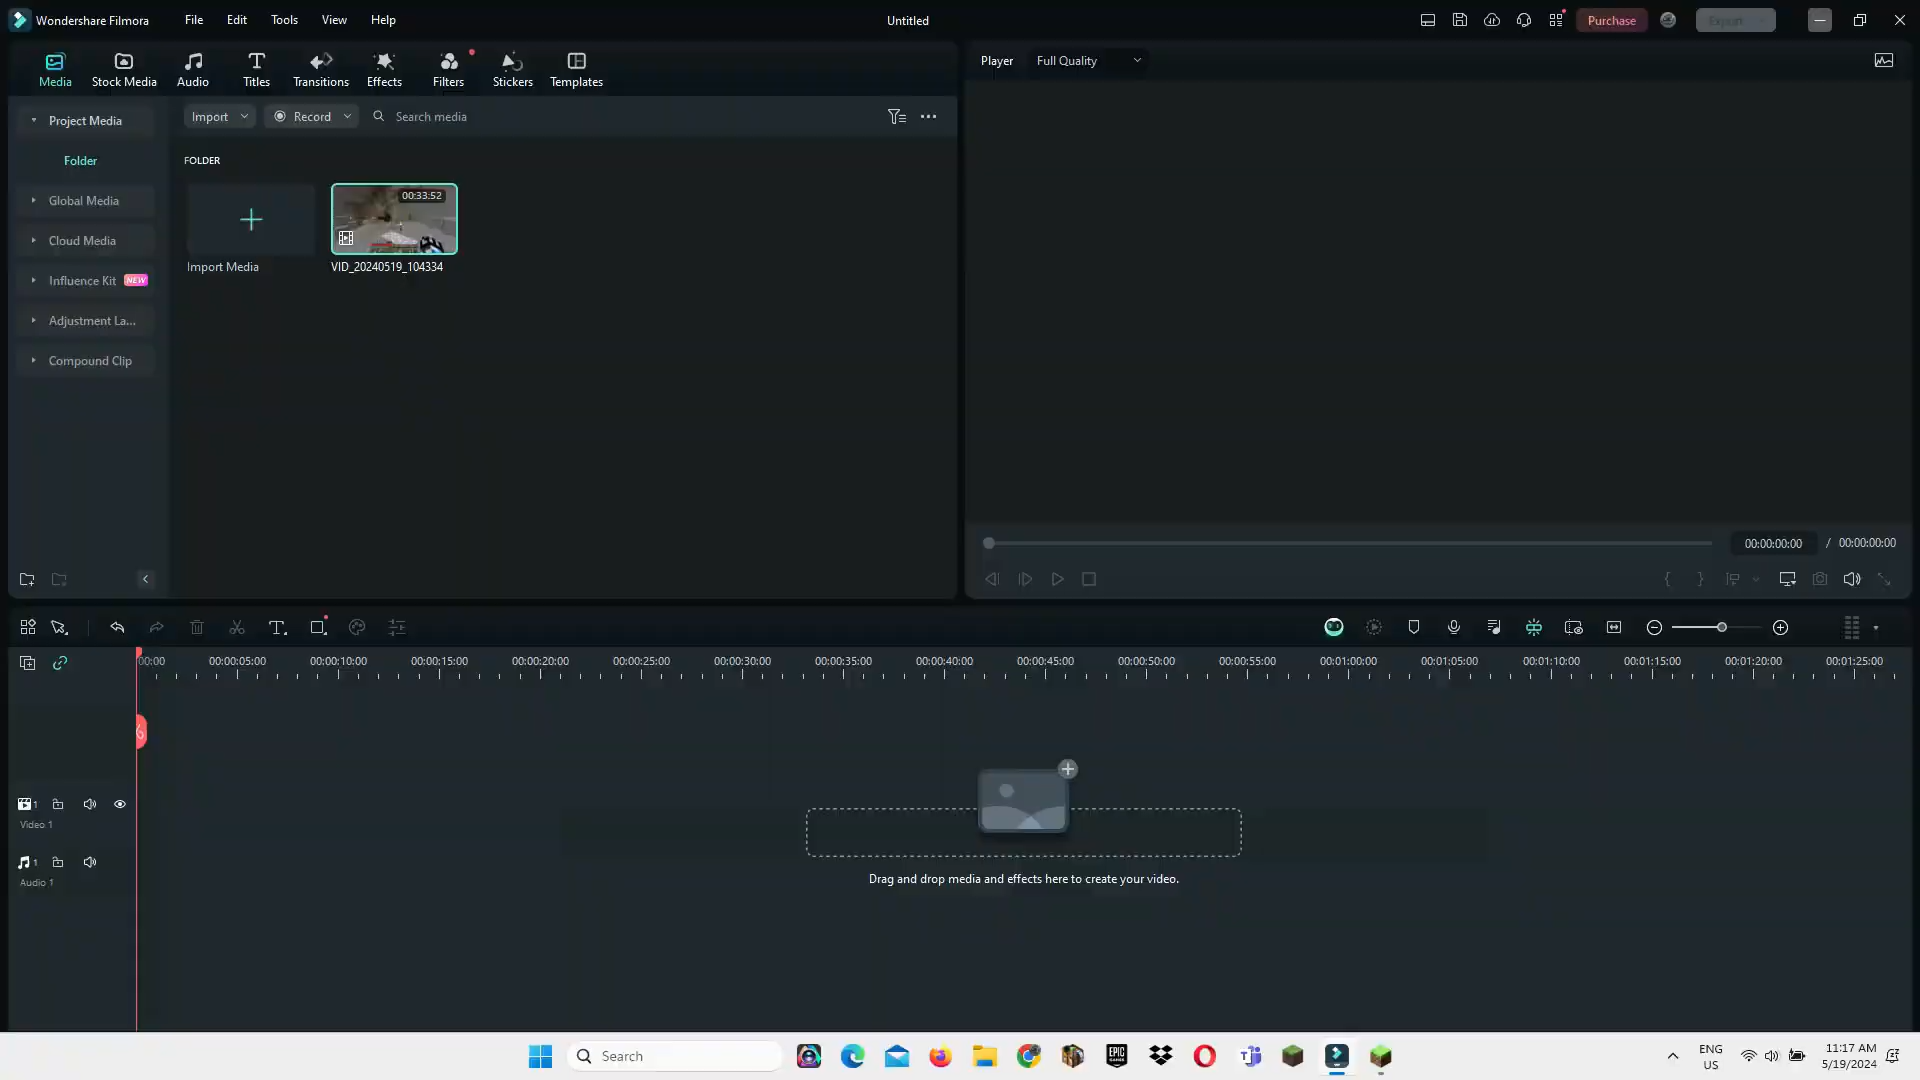 Wondershare Filmora
File
Edit
Tools
View
Help
Untitled
Purchase
Export
Media
Stock Media
Audio
Titles
Transitions
Effects
Filters
Stickers
Templates
Player
Full Quality
Project Media
Folder
Global Media
Cloud Media
Influence Kit NEW
Adjustment La...
Compound Clip
Import
Record
Search media
FOLDER
Import Media
00:33:52
VID_20240519_104334
00:00:00:00 / 00:00:00:00
00:00
00:00:05:00
00:00:10:00
00:00:15:00
00:00:20:00
00:00:25:00
00:00:30:00
00:00:35:00
00:00:40:00
00:00:45:00
00:00:50:00
00:00:55:00
00:01:00:00
00:01:05:00
00:01:10:00
00:01:15:00
00:01:20:00
00:01:25:00
1
Video 1
1
Audio 1
Drag and drop media and effects here to create your video.
Search
EPIC GAMES
ENG
US
11:17 AM
5/19/2024